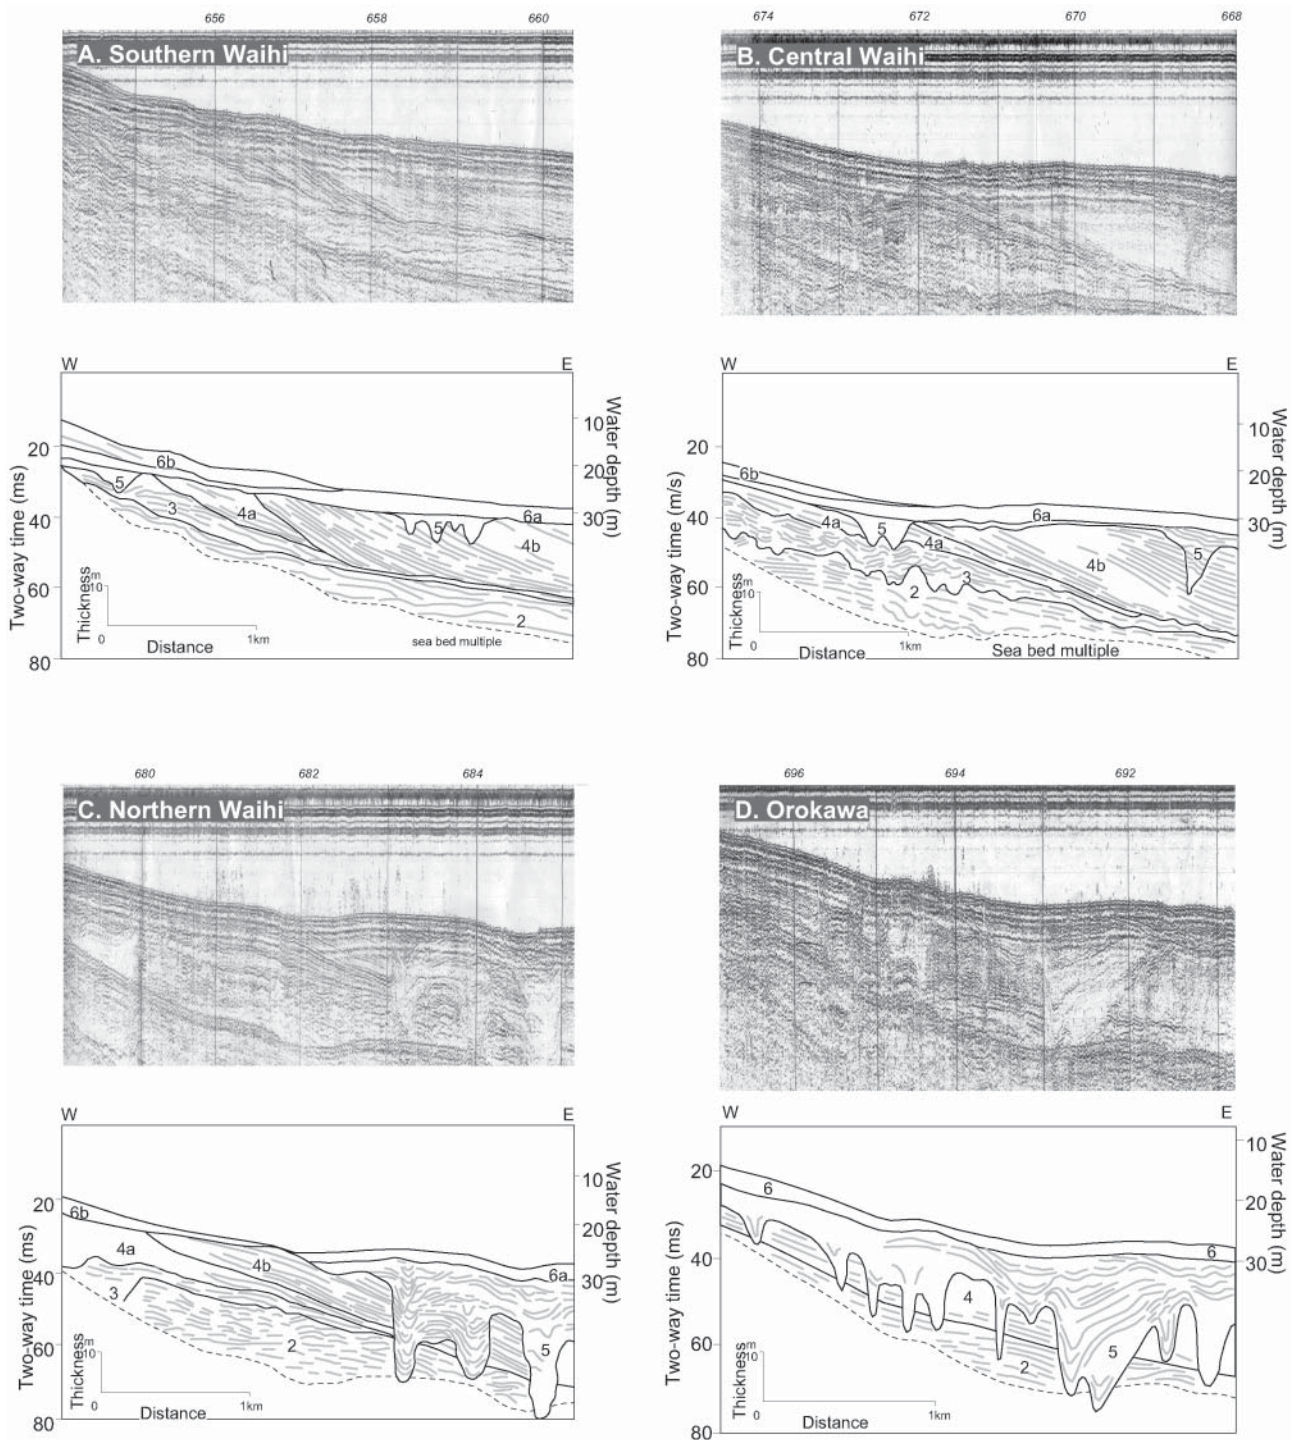 656 658 660
A. Southern Waihi
W E
20
40
60
80
Two-way time (ms)
10
20
30
Water depth (m)
6b
5
3
4a
5
6a
4b
2
m
10
Thickness
0
1km
Distance
sea bed multiple
674 672 670 668
B. Central Waihi
W E
20
40
60
80
Two-way time (m/s)
10
20
30
Water depth (m)
6b
4a
5
4a
6a
3
2
4b
5
m
10
Thickness
0
1km
Distance
Sea bed multiple
680 682 684
C. Northern Waihi
W E
20
40
60
80
Two-way time (ms)
10
20
30
Water depth (m)
6b
4a
4b
6a
3
2
5
m
10
Thickness
0
1km
Distance
696 694 692
D. Orokawa
W E
20
40
60
80
Two-way time (ms)
10
20
30
Water depth (m)
6
6
4
2
5
m
10
Thickness
0
1km
Distance